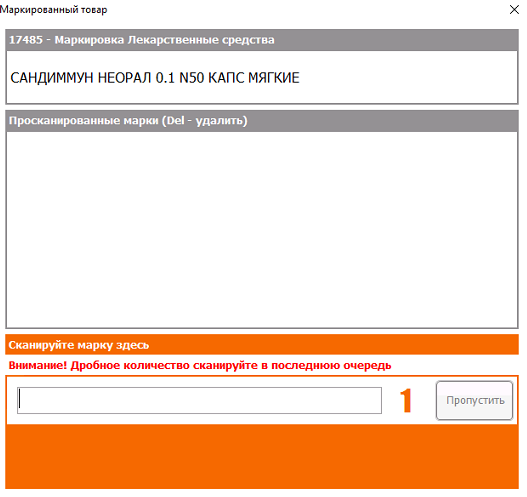 Маркированный товар
17485 - Маркировка Лекарственные средства
САНДИММУН НЕОРАЛ 0.1 N50 КАПС МЯГКИЕ
Просканированные марки (Del - удалить)
Сканируйте марку здесь
Внимание! Дробное количество сканируйте в последнюю очередь
1 Пропустить